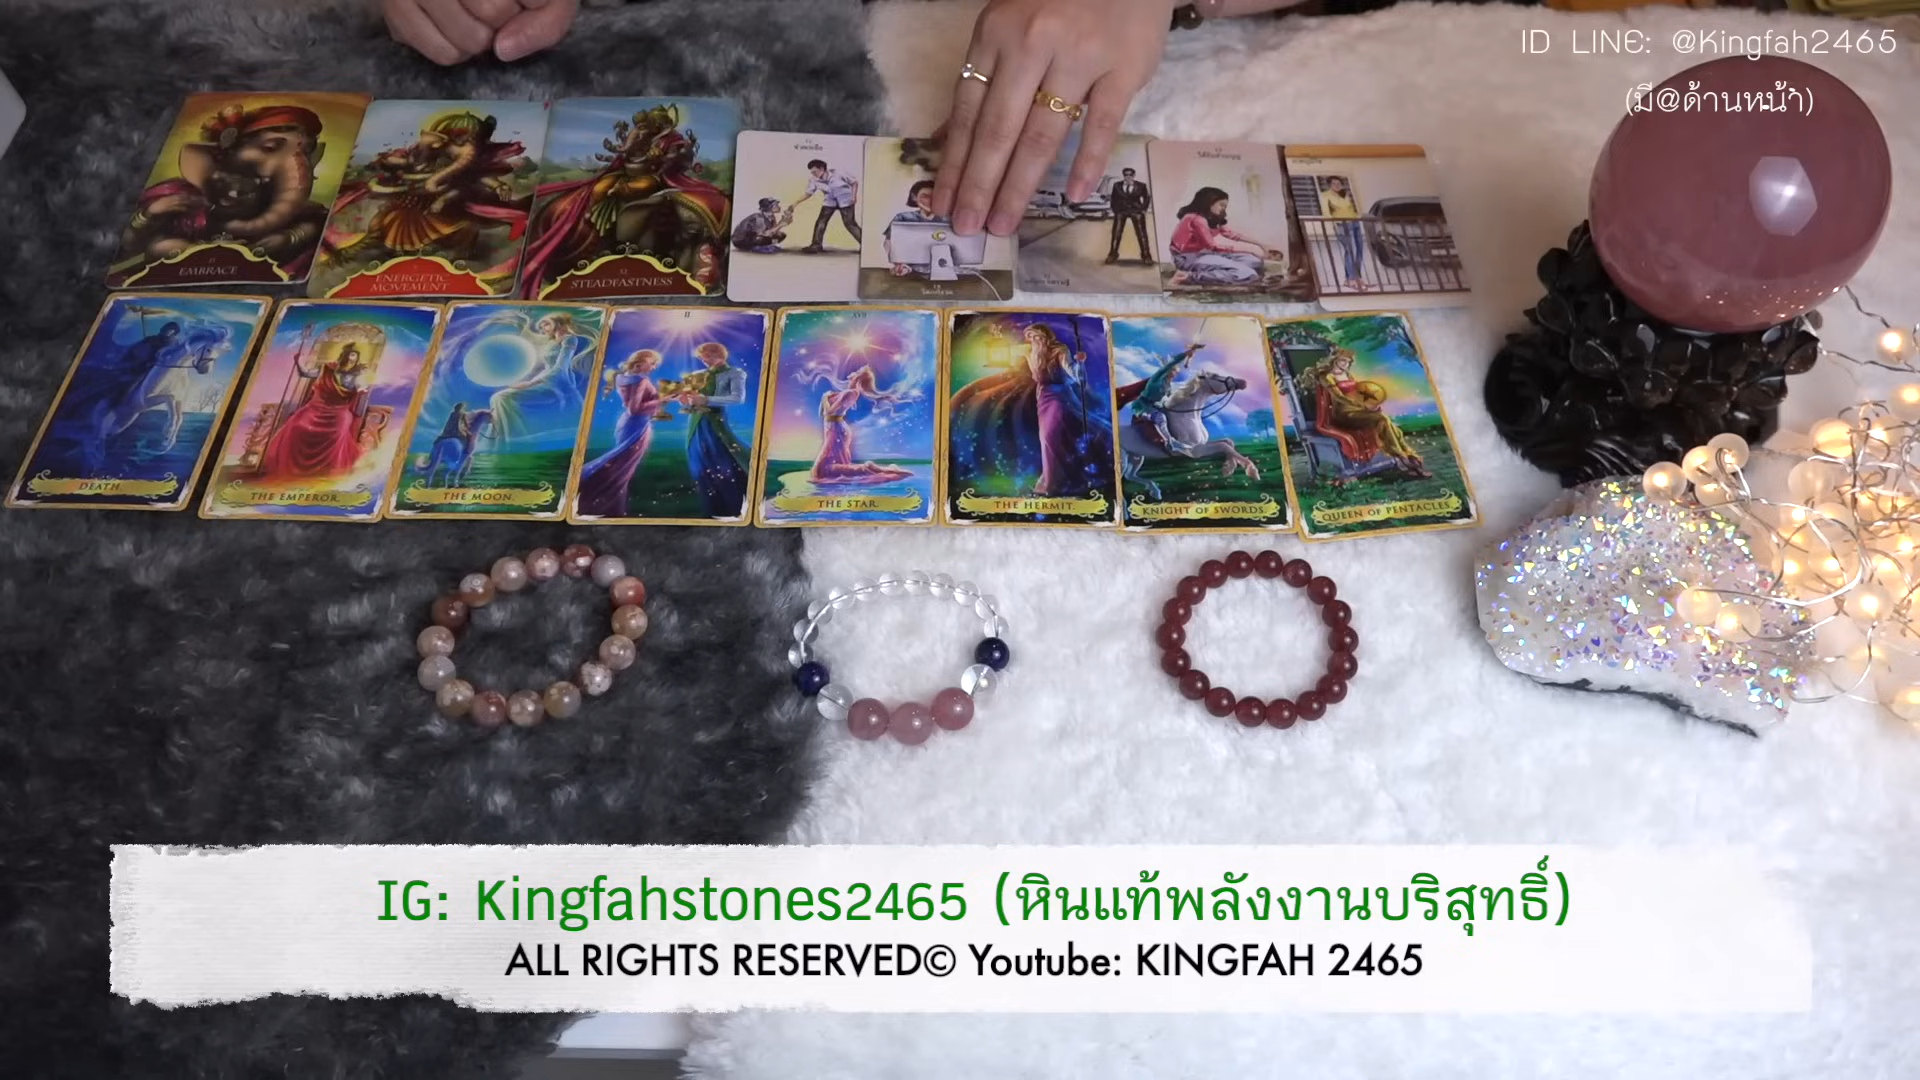 ID LINE: @Kingfah2465
(มี@ด้านหน้า)
EMBRACE
ENERGETIC
MOVEMENT
STEADFASTNESS
DEATH.
THE EMPEROR.
THE MOON.
II
XVII
THE STAR.
THE HERMIT.
KNIGHT OF SWORDS.
QUEEN OF PENTACLES.
IG: Kingfahstones2465 (หินแท้พลังงานบริสุทธิ์)
ALL RIGHTS RESERVED© Youtube: KINGFAH 2465